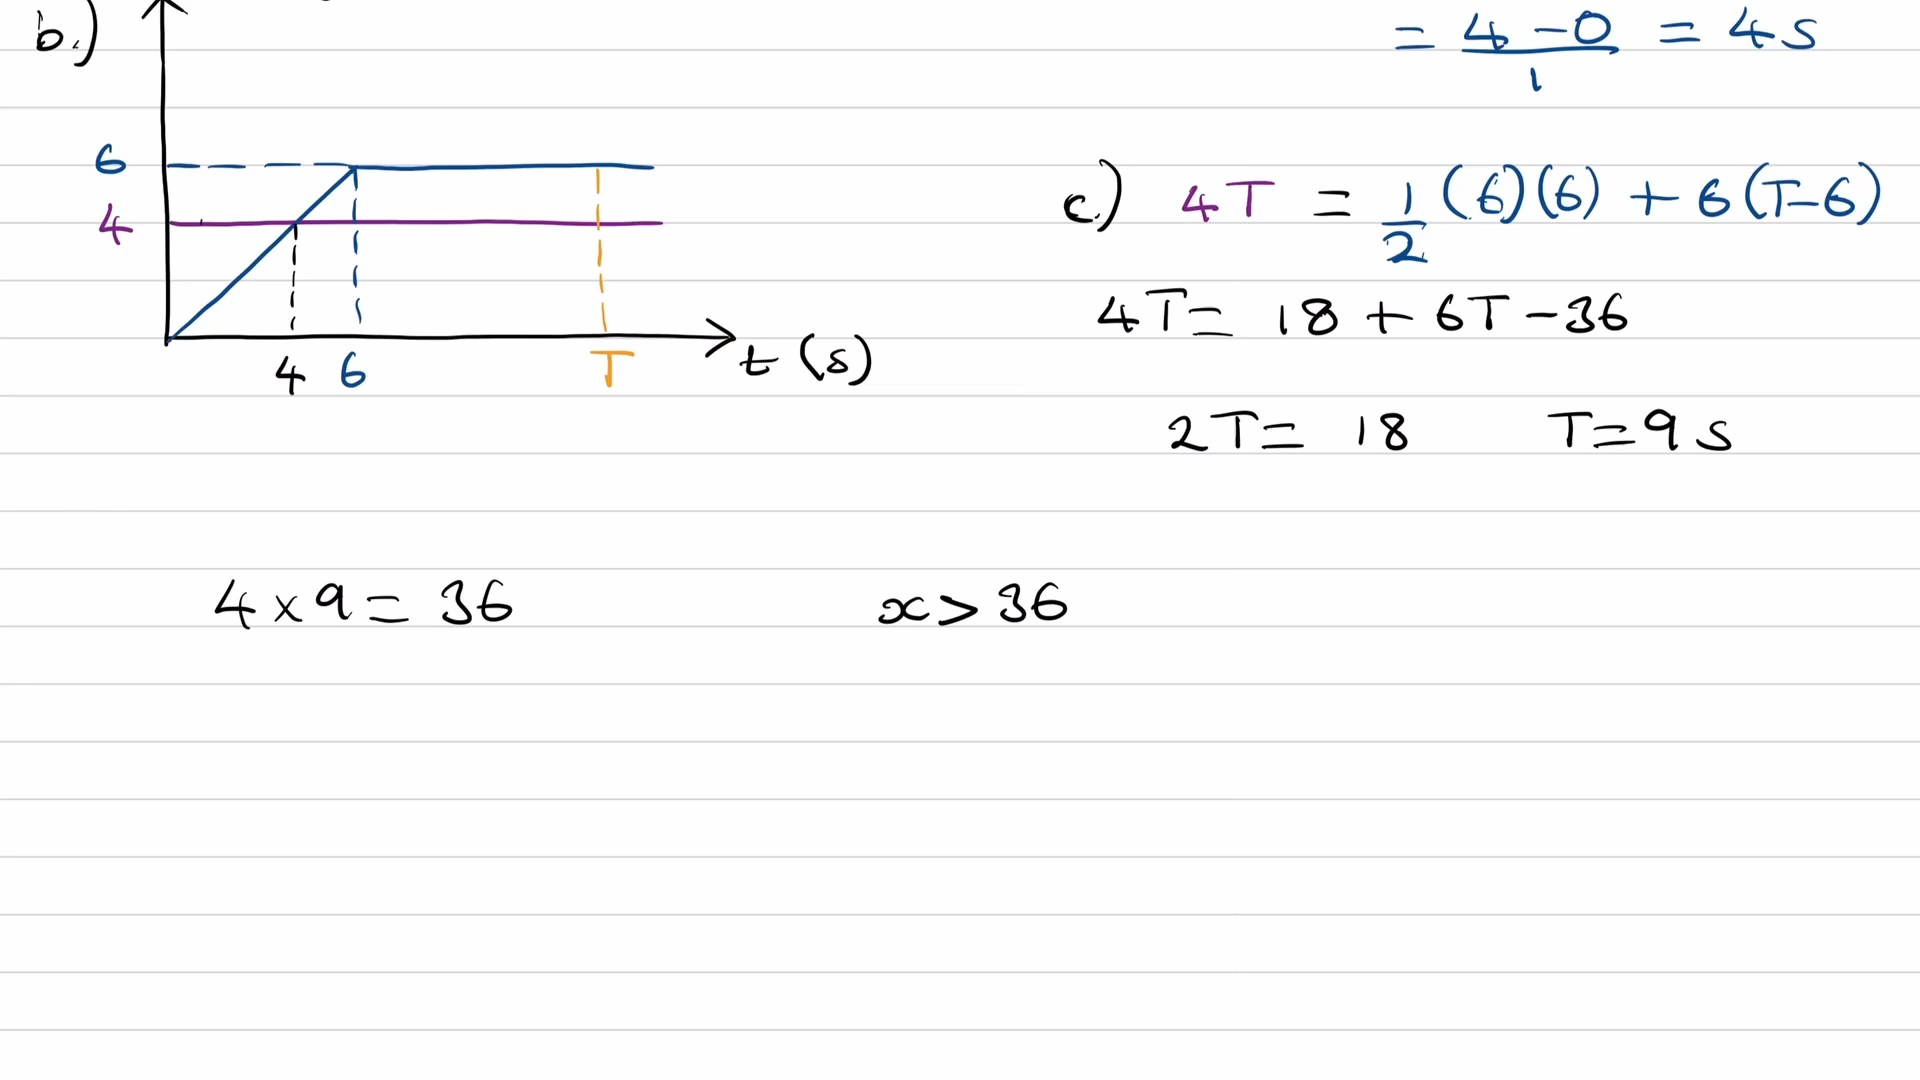 = 4 - 0 / 1 = 4 s
b.)
6
4
4 6 T t (s)
c.) 4T = 1/2 (6)(6) + 6(T-6)
4T = 18 + 6T - 36
2T = 18 T = 9 s
4 × 9 = 36 x > 36